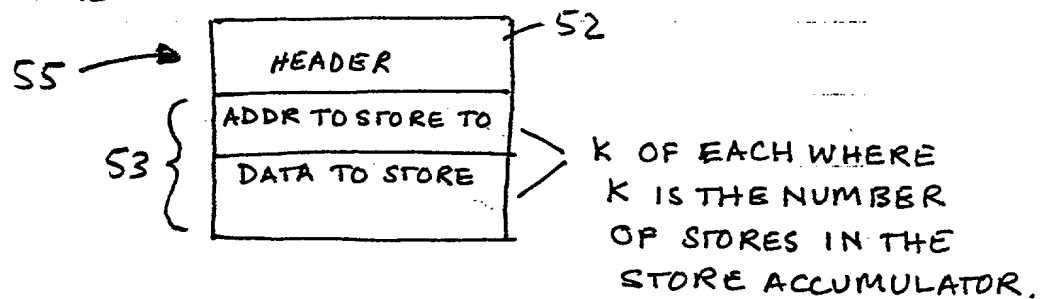 52
55
HEADER
ADDR TO STORE TO
53
DATA TO STORE
K OF EACH WHERE
K IS THE NUMBER
OF STORES IN THE
STORE ACCUMULATOR.